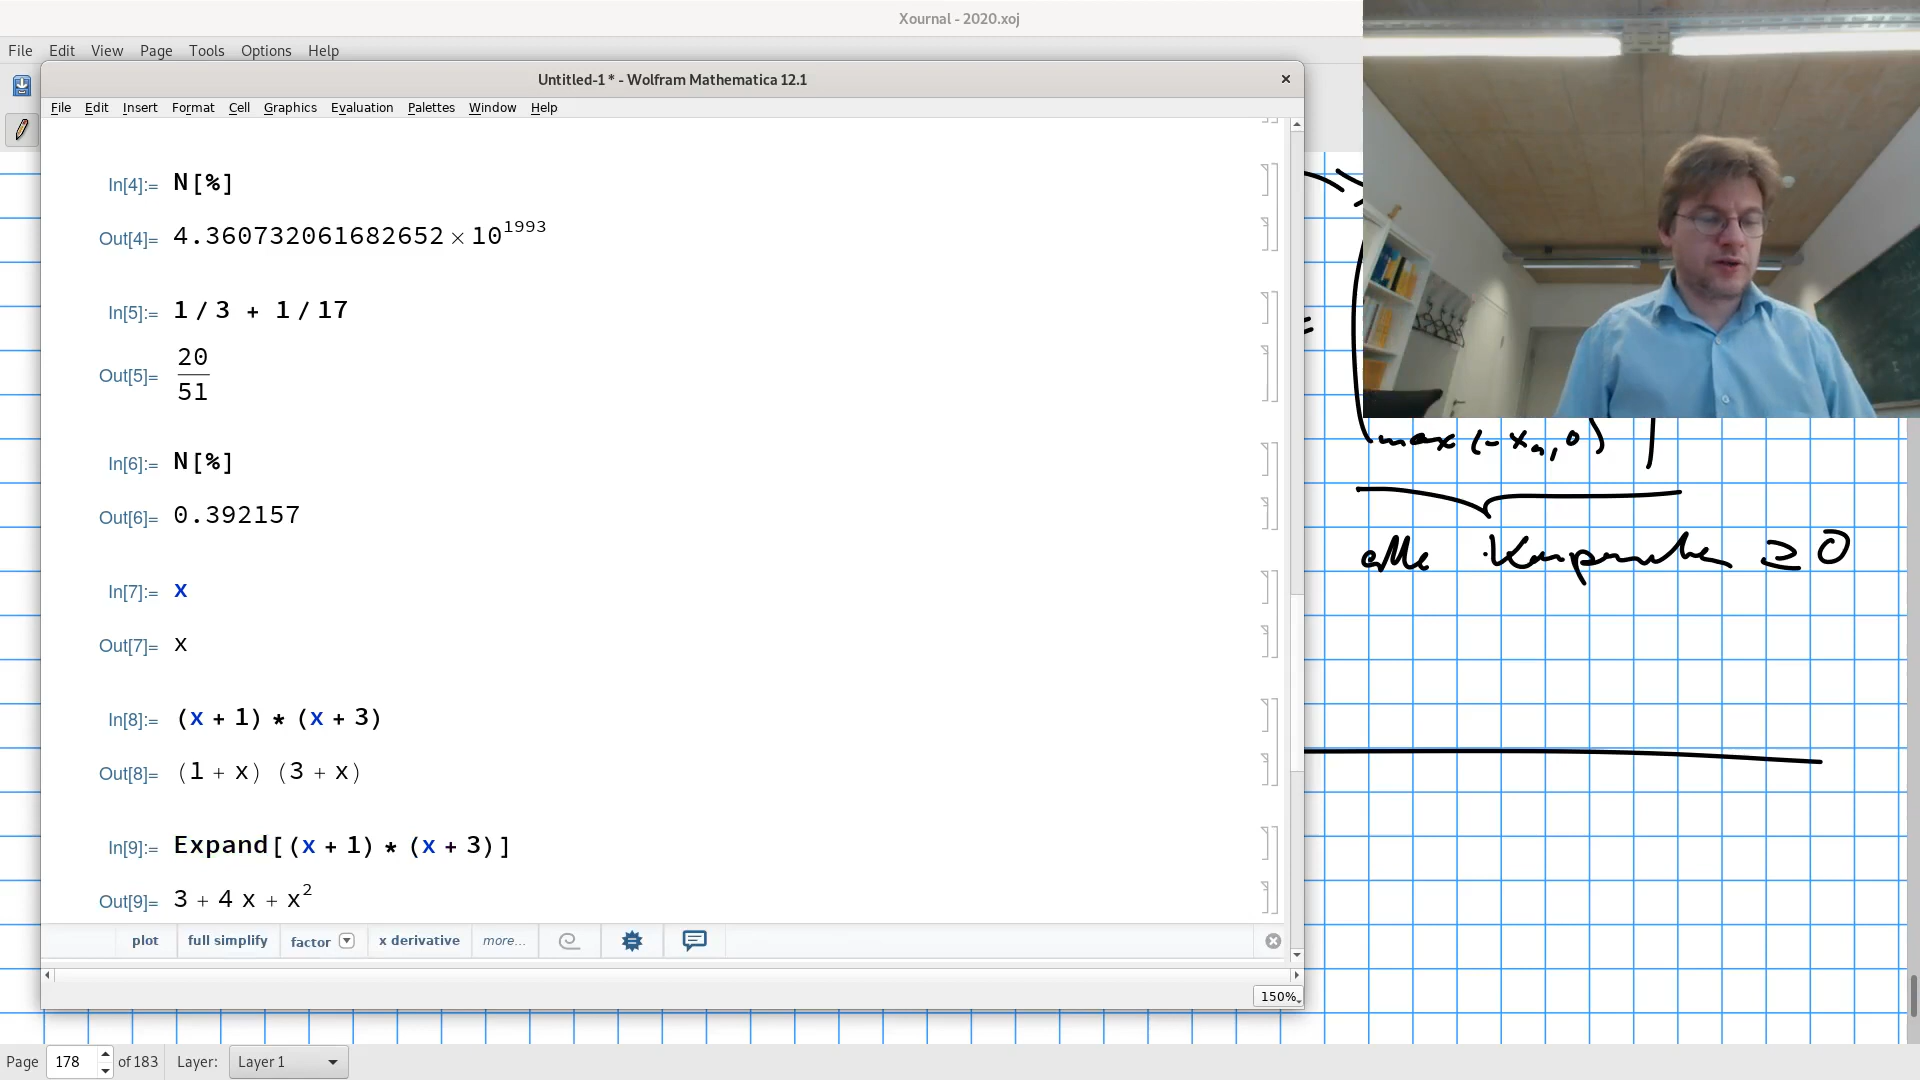 Xournal - 2020.xoj
File Edit View Page Tools Options Help
Untitled-1 * - Wolfram Mathematica 12.1
File Edit Insert Format Cell Graphics Evaluation Palettes Window Help
In[4]:= N[%]
Out[4]= 4.360732061682652 × 10^1993
In[5]:= 1 / 3 + 1 / 17
Out[5]= 20/51
In[6]:= N[%]
Out[6]= 0.392157
In[7]:= x
Out[7]= x
In[8]:= (x + 1) * (x + 3)
Out[8]= (1 + x) (3 + x)
In[9]:= Expand[(x + 1) * (x + 3)]
Out[9]= 3 + 4 x + x²
plot full simplify factor x derivative more...
150%
=
max(-xₙ, 0)
alle Komponenten ≥ 0
Page 178 of 183 Layer: Layer 1